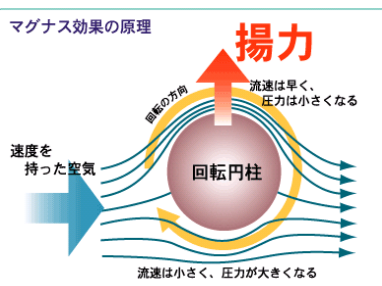 マグナス効果の原理
揚力
回転の方向
流速は早く、
圧力は小さくなる
速度を
持った空気
回転円柱
流速は小さく、圧力が大きくなる